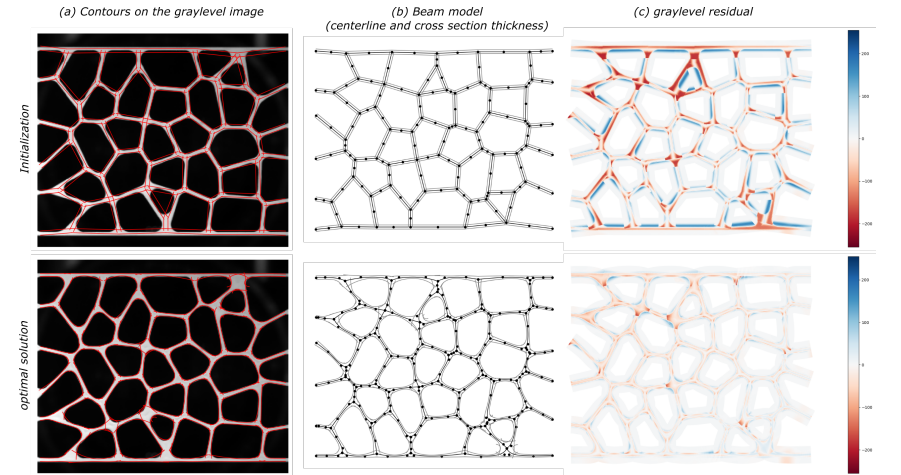 (a) Contours on the graylevel image
(b) Beam model
(centerline and cross section thickness)
(c) graylevel residual
Initialization
200
100
0
−100
−200
optimal solution
200
100
0
−100
−200